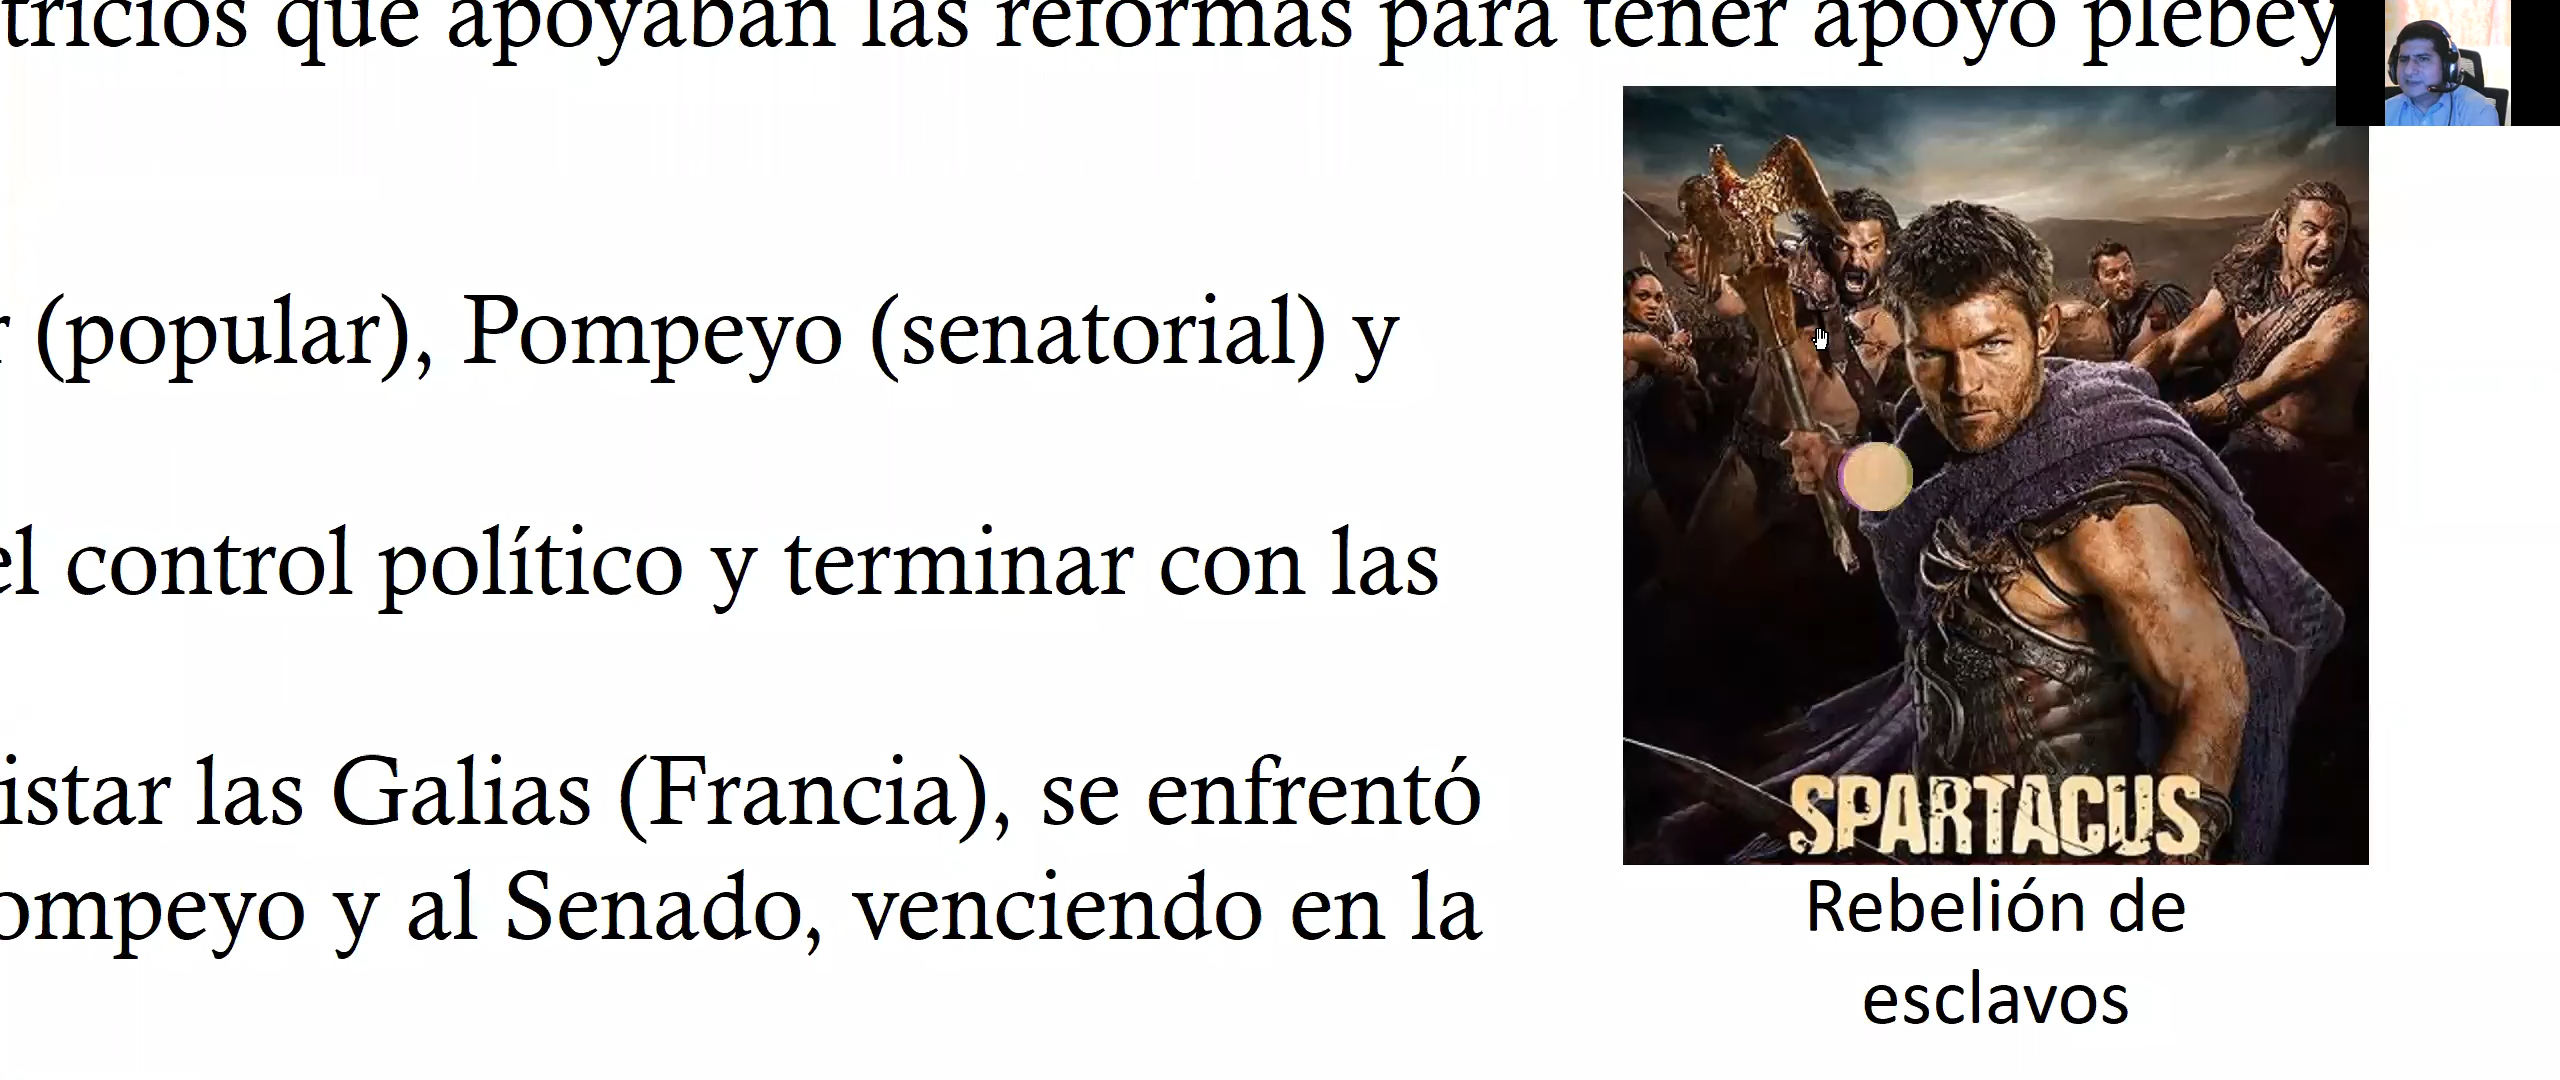 tricios que apoyaban las reformas para tener apoyo plebey
(popular), Pompeyo (senatorial) y
el control político y terminar con las
istar las Galias (Francia), se enfrentó
ompeyo y al Senado, venciendo en la
SPARTACUS
Rebelión de
esclavos